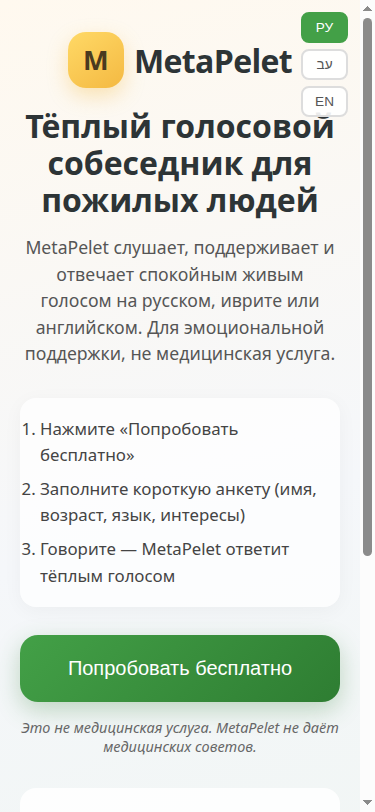 РУ
M MetaPelet
עב
EN
Тёплый голосовой
собеседник для
пожилых людей
MetaPelet слушает, поддерживает и
отвечает спокойным живым
голосом на русском, иврите или
английском. Для эмоциональной
поддержки, не медицинская услуга.
1. Нажмите «Попробовать
бесплатно»
2. Заполните короткую анкету (имя,
возраст, язык, интересы)
3. Говорите — MetaPelet ответит
тёплым голосом
Попробовать бесплатно
Это не медицинская услуга. MetaPelet не даёт
медицинских советов.